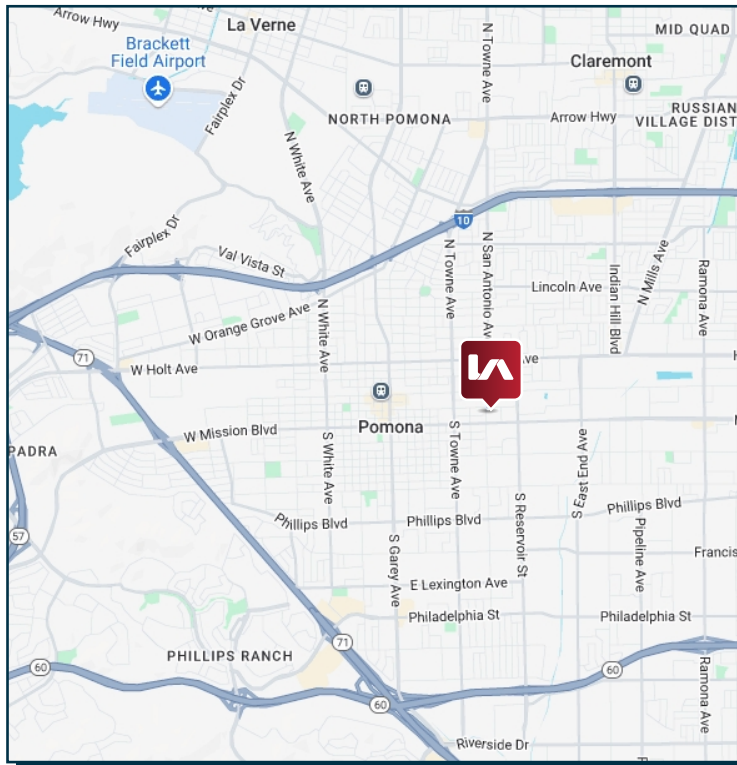 Arrow Hwy
La Verne
Brackett
Field Airport
Fairplex Dr
N Towne Ave
MID QUAD
Claremont
RUSSIAN
VILLAGE DIST
NORTH POMONA
Arrow Hwy
N White Ave
Fairplex Dr
Val Vista St
10
N Towne Ave
N San Antonio Ave
Lincoln Ave
Indian Hill Blvd
N Mills Ave
Ramona Ave
W Orange Grove Ave
N White Ave
71
W Holt Ave
Ave
H
LA
W Mission Blvd
Pomona
M
PADRA
S White Ave
S Towne Ave
S East End Ave
57
Phillips Blvd
Phillips Blvd
S Reservoir St
Phillips Blvd
Pipeline Ave
Francis
S Garey Ave
E Lexington Ave
Philadelphia St
Philadelphia St
71
PHILLIPS RANCH
60
60
60
Ramona Ave
Riverside Dr
P